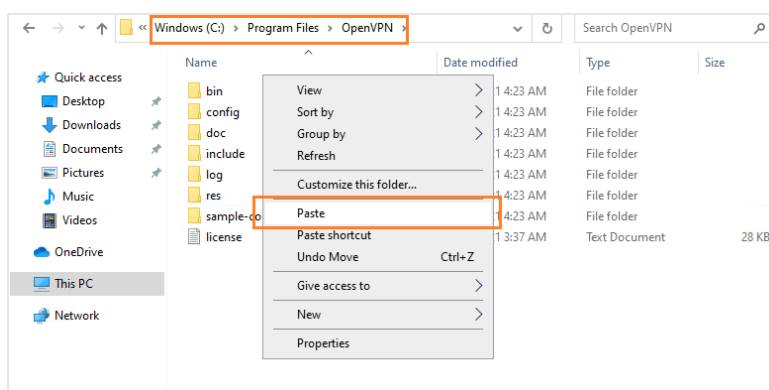 « Windows (C:) > Program Files > OpenVPN >
Search OpenVPN
Name
Date modified
Type
Size
Quick access
Desktop
Downloads
Documents
Pictures
Music
Videos
OneDrive
This PC
Network
bin
1 4:23 AM
File folder
config
1 4:23 AM
File folder
doc
1 4:23 AM
File folder
include
1 4:23 AM
File folder
log
1 4:23 AM
File folder
res
1 4:23 AM
File folder
sample-co
1 4:23 AM
File folder
license
1 3:37 AM
Text Document
28 KB
View
Sort by
Group by
Refresh
Customize this folder...
Paste
Paste shortcut
Undo Move Ctrl+Z
Give access to
New
Properties